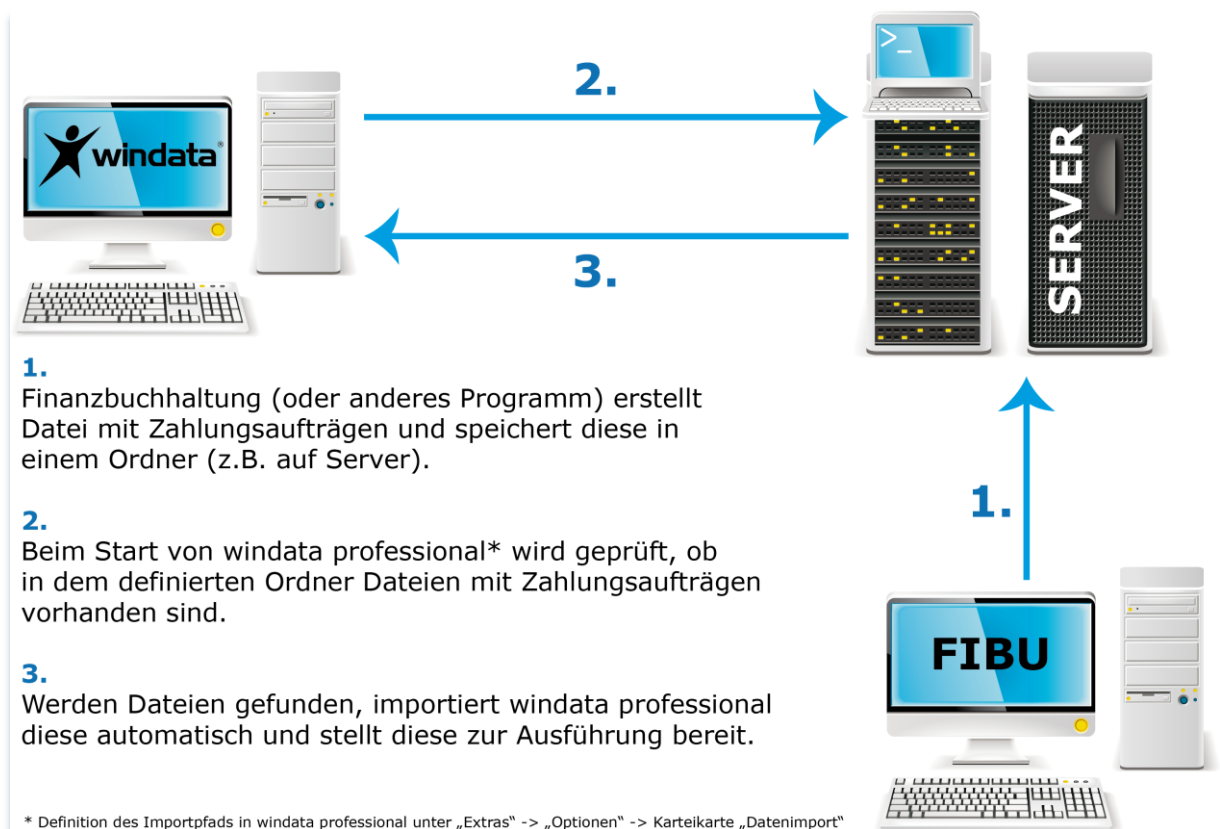 2.
>_
windata®
SERVER
3.
1.
Finanzbuchhaltung (oder anderes Programm) erstellt
Datei mit Zahlungsaufträgen und speichert diese in
einem Ordner (z.B. auf Server).
1.
2.
Beim Start von windata professional* wird geprüft, ob
in dem definierten Ordner Dateien mit Zahlungsaufträgen
vorhanden sind.
FIBU
3.
Werden Dateien gefunden, importiert windata professional
diese automatisch und stellt diese zur Ausführung bereit.
* Definition des Importpfads in windata professional unter „Extras“ -> „Optionen“ -> Karteikarte „Datenimport“